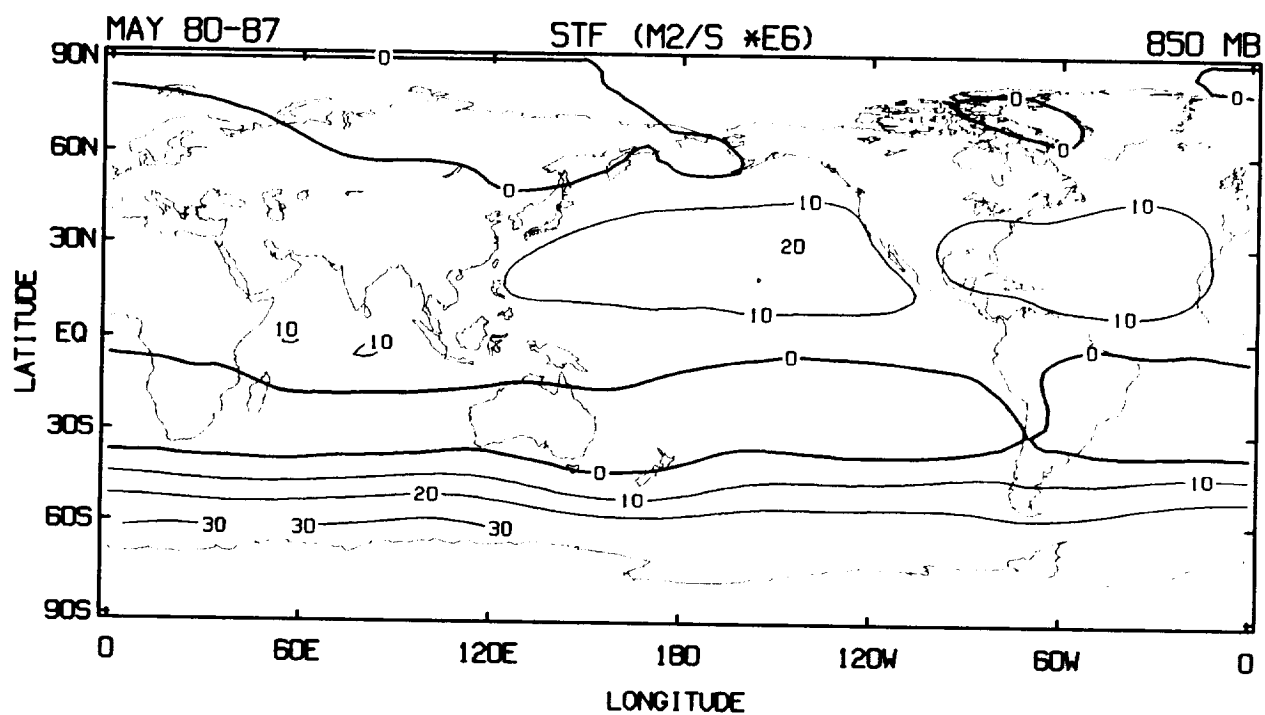 MAY 80-87 STF (M2/S *E6) 850 MB
90N 0
0 0
60N 0
0
10 10
30N 20
LATITUDE
10 10
EQ 10 10
0 0
30S
0
20 10 10
60S 30 30 30
90S
0 60E 120E 180 120W 60W 0
LONGITUDE